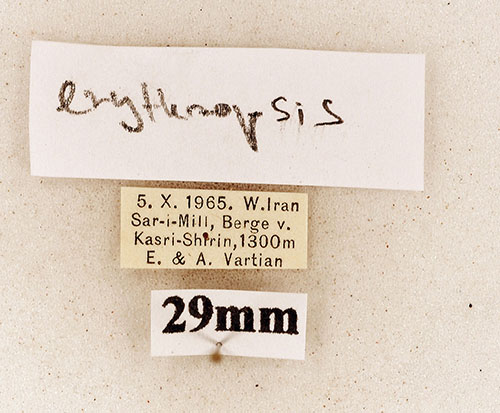 erythropsis
5. X. 1965. W.Iran
Sar-i-Mill, Berge v.
Kasri-Shirin,1300m
E. & A. Vartian
29mm